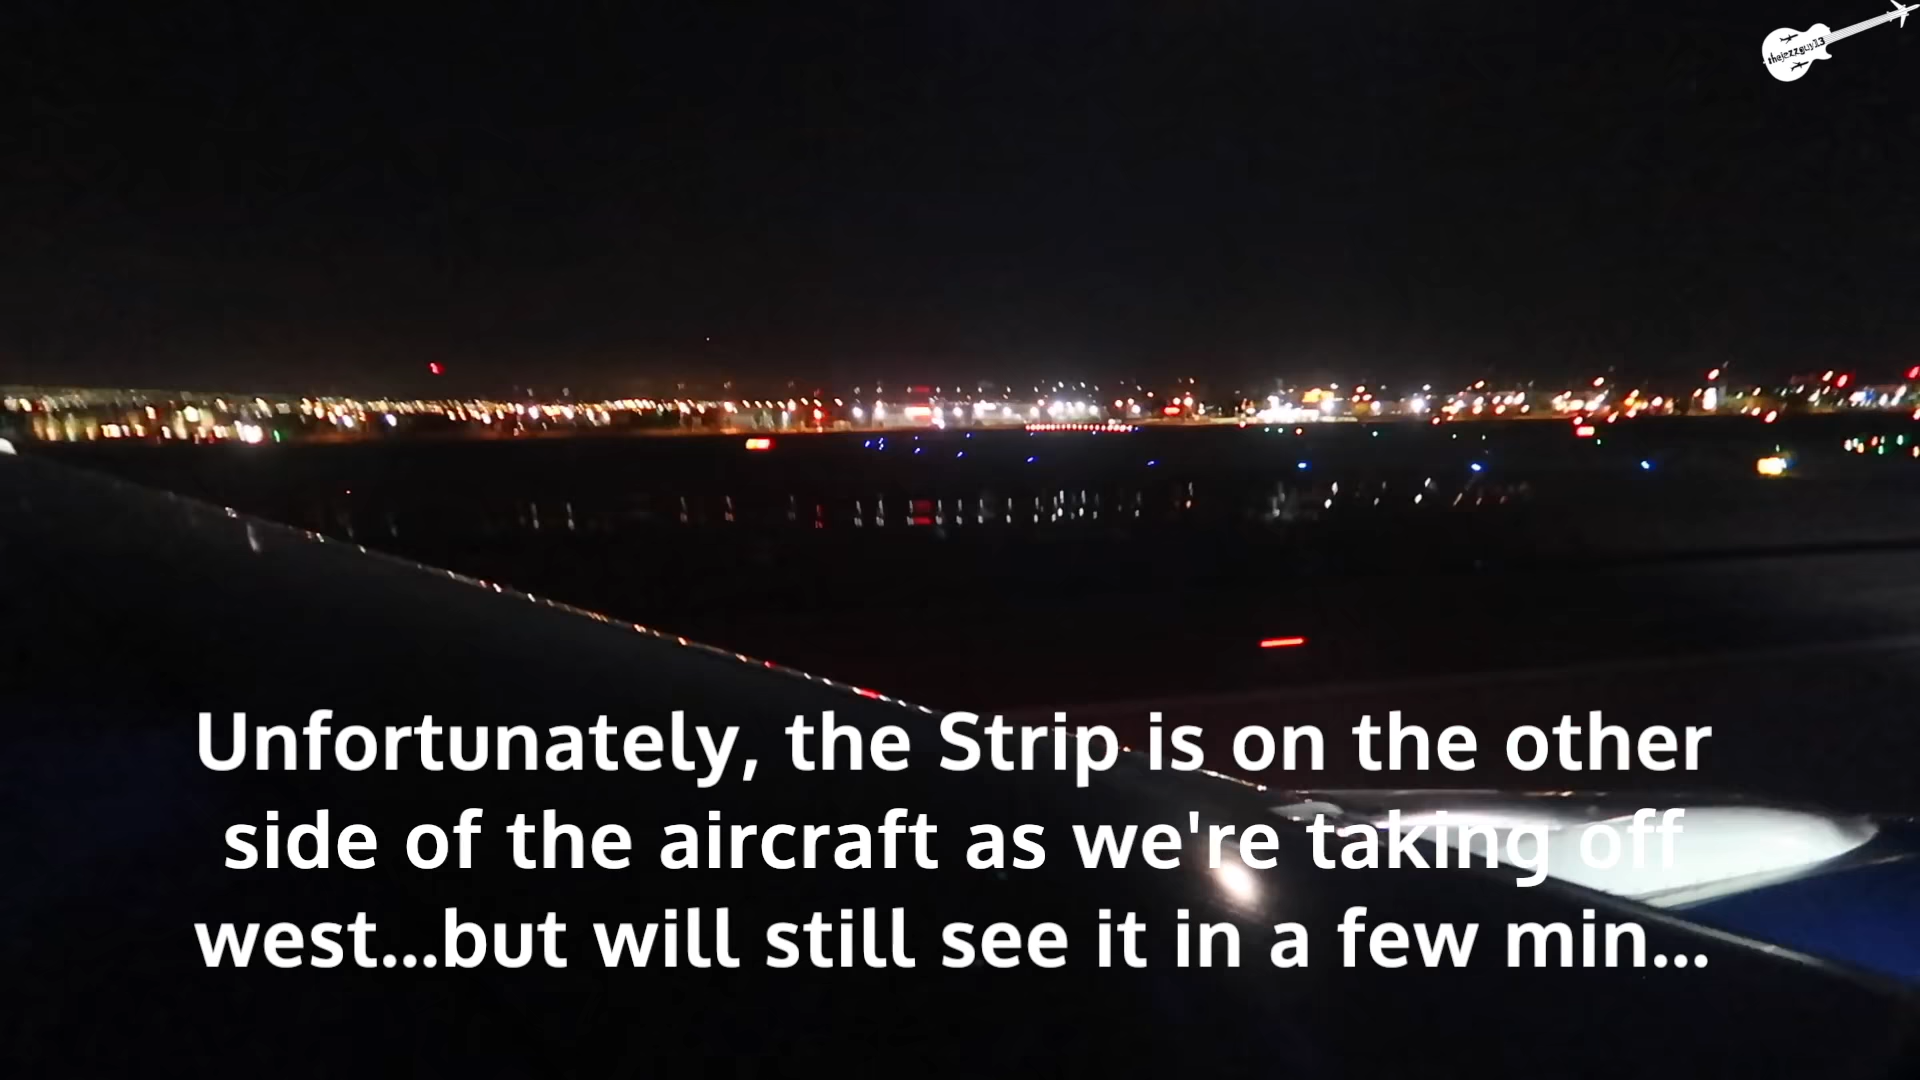 thejazzguy13
Unfortunately, the Strip is on the other
side of the aircraft as we're taking off
west...but will still see it in a few min...